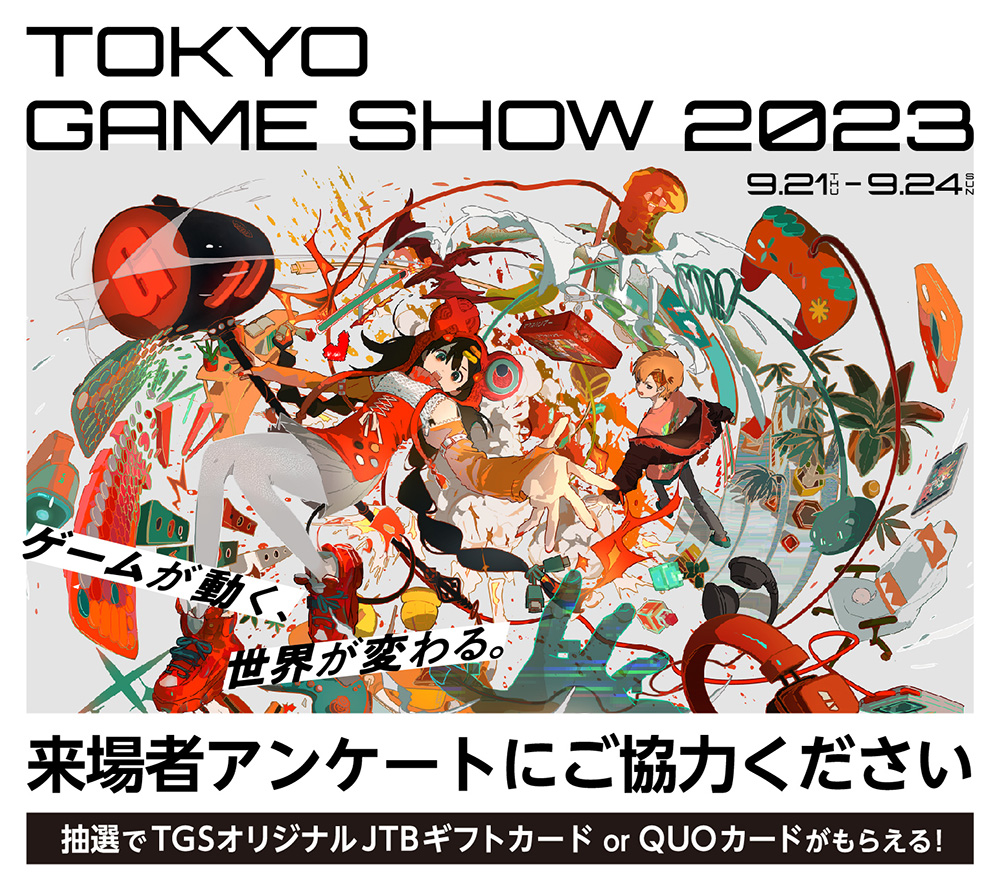 TOKYO
GAME SHOW 2023
9.21 THU – 9.24 SUN
ゲームが動く、
世界が変わる。
来場者アンケートにご協力ください
抽選でTGSオリジナルJTBギフトカード or QUOカードがもらえる!